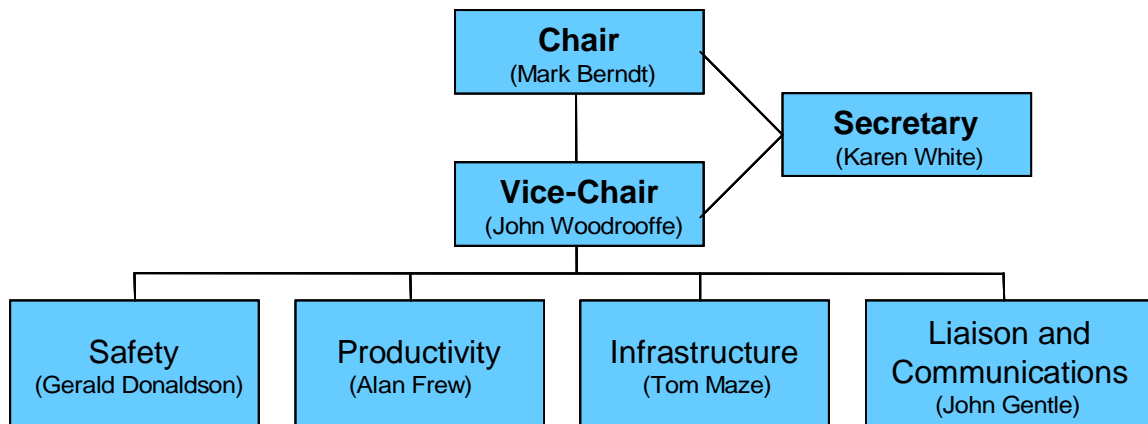 Chair
(Mark Berndt)
Secretary
(Karen White)
Vice-Chair
(John Woodrooffe)
Safety
(Gerald Donaldson)
Productivity
(Alan Frew)
Infrastructure
(Tom Maze)
Liaison and
Communications
(John Gentle)